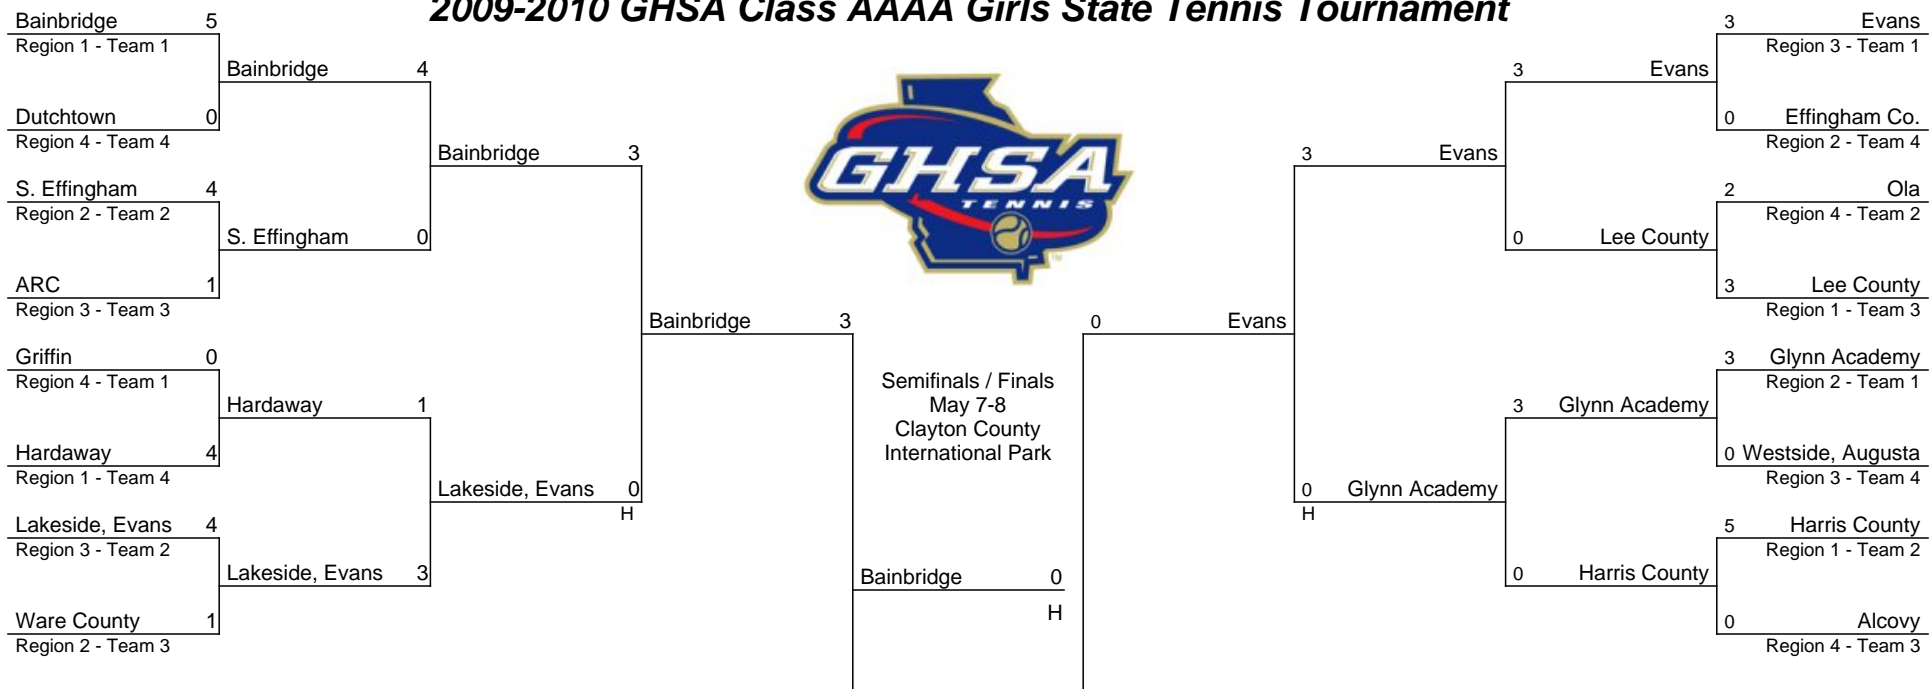 2009-2010 GHSA Class AAAA Girls State Tennis Tournament
Bainbridge 5
Region 1 - Team 1
Dutchtown 0
Region 4 - Team 4
S. Effingham 4
Region 2 - Team 2
ARC 1
Region 3 - Team 3
Griffin 0
Region 4 - Team 1
Hardaway 4
Region 1 - Team 4
Lakeside, Evans 4
Region 3 - Team 2
Ware County 1
Region 2 - Team 3
Bainbridge 4
S. Effingham 0
Hardaway 1
Lakeside, Evans 3
Bainbridge 3
Lakeside, Evans 0
H
Bainbridge 3
GHSA
TENNIS
TM
Semifinals / Finals
May 7-8
Clayton County
International Park
Bainbridge 0
H
0 Evans
3 Evans
0 Glynn Academy
H
3 Evans
0 Lee County
3 Glynn Academy
0 Harris County
3 Evans
Region 3 - Team 1
0 Effingham Co.
Region 2 - Team 4
2 Ola
Region 4 - Team 2
3 Lee County
Region 1 - Team 3
3 Glynn Academy
Region 2 - Team 1
0 Westside, Augusta
Region 3 - Team 4
5 Harris County
Region 1 - Team 2
0 Alcovy
Region 4 - Team 3